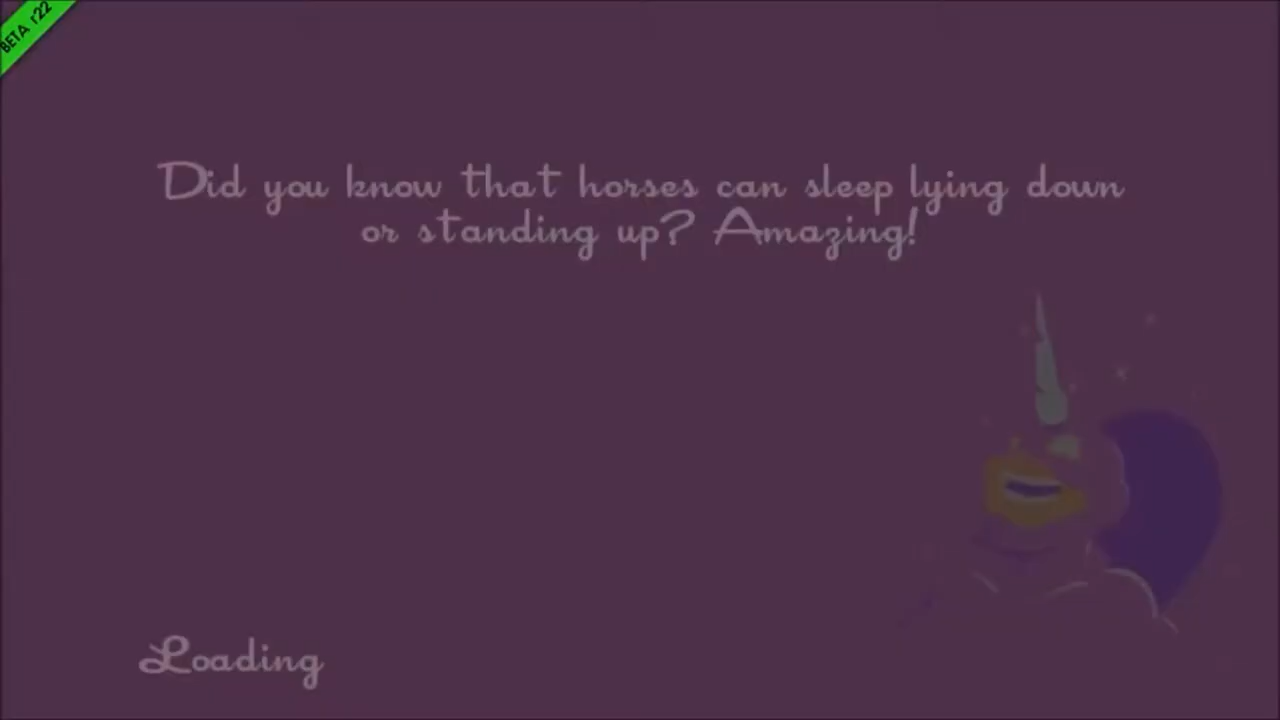 BETA r22
Did you know that horses can sleep lying down
or standing up? Amazing!
Loading